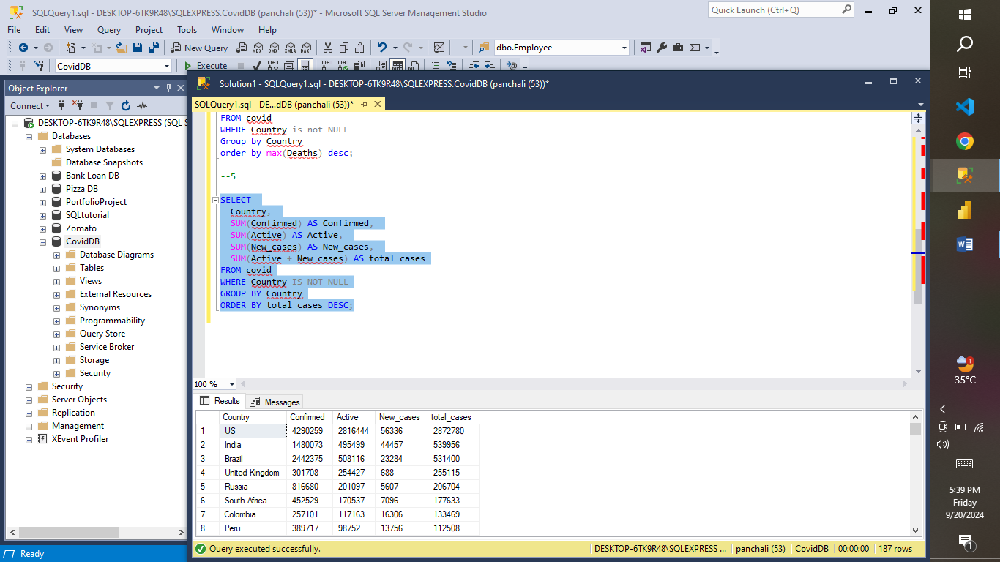 SQLQuery1.sql - DESKTOP-6TK9R48\SQLEXPRESS.CovidDB (panchali (53))* - Microsoft SQL Server Management Studio
Quick Launch (Ctrl+Q)
File Edit View Query Project Tools Window Help
New Query
MDX DMX XMLA DAX
dbo.Employee
CovidDB
Execute
Object Explorer
Connect
DESKTOP-6TK9R48\SQLEXPRESS (SQL S
Databases
System Databases
Database Snapshots
Bank Loan DB
Pizza DB
PortfolioProject
SQLtutorial
Zomato
CovidDB
Database Diagrams
Tables
Views
External Resources
Synonyms
Programmability
Query Store
Service Broker
Storage
Security
Security
Server Objects
Replication
Management
XEvent Profiler
Ready
Solution1 - SQLQuery1.sql - DESKTOP-6TK9R48\SQLEXPRESS.CovidDB (panchali (53))*
SQLQuery1.sql - DE...dDB (panchali (53))*
FROM covid
WHERE Country is not NULL
Group by Country
order by max(Deaths) desc;
--5
SELECT
Country,
SUM(Confirmed) AS Confirmed,
SUM(Active) AS Active,
SUM(New_cases) AS New_cases,
SUM(Active + New_cases) AS total_cases
FROM covid
WHERE Country IS NOT NULL
GROUP BY Country
ORDER BY total_cases DESC;
100 %
Results Messages
Country Confirmed Active New_cases total_cases
1 US 4290259 2816444 56336 2872780
2 India 1480073 495499 44457 539956
3 Brazil 2442375 508116 23284 531400
4 United Kingdom 301708 254427 688 255115
5 Russia 816680 201097 5607 206704
6 South Africa 452529 170537 7096 177633
7 Colombia 257101 117163 16306 133469
8 Peru 389717 98752 13756 112508
Query executed successfully.
DESKTOP-6TK9R48\SQLEXPRESS ... panchali (53) CovidDB 00:00:00 187 rows
1
35°C
5:39 PM
Friday
9/20/2024
1